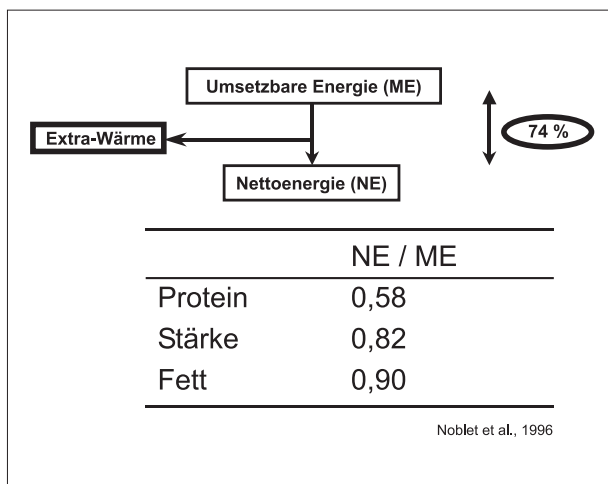 Umsetzbare Energie (ME)
Extra-Wärme
74 %
Nettoenergie (NE)
NE / ME
Protein 0,58
Stärke 0,82
Fett 0,90
Noblet et al., 1996